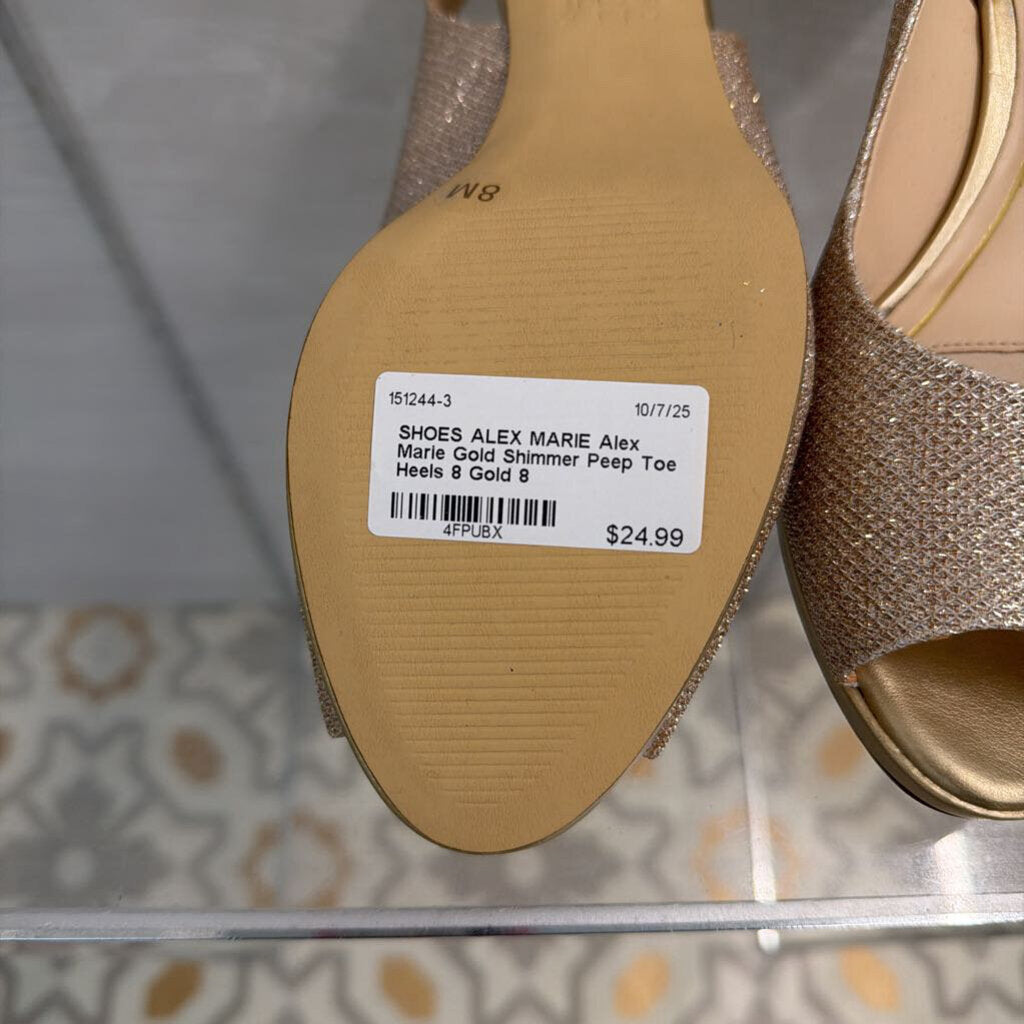 8M
151244-3
10/7/25
SHOES ALEX MARIE Alex
Marie Gold Shimmer Peep Toe
Heels 8 Gold 8
4FPUBX
$24.99